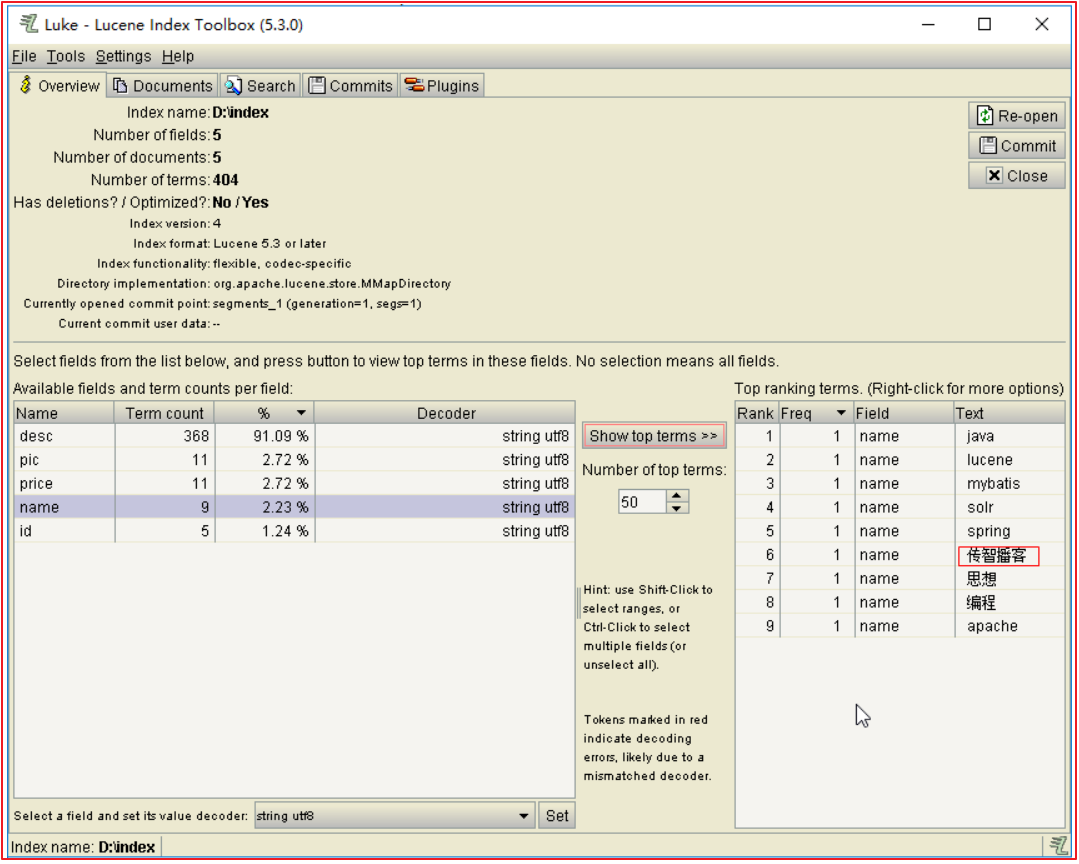 Luke - Lucene Index Toolbox (5.3.0)
File Tools Settings Help
Overview Documents Search Commits Plugins
Index name: D:\index
Number of fields: 5
Number of documents: 5
Number of terms: 404
Has deletions? / Optimized?: No / Yes
Index version: 4
Index format: Lucene 5.3 or later
Index functionality: flexible, codec-specific
Directory implementation: org.apache.lucene.store.MMapDirectory
Currently opened commit point: segments_1 (generation=1, segs=1)
Current commit user data: --
Re-open
Commit
Close
Select fields from the list below, and press button to view top terms in these fields. No selection means all fields.
Available fields and term counts per field:
Name Term count % Decoder
desc 368 91.09 % string utf8
pic 11 2.72 % string utf8
price 11 2.72 % string utf8
name 9 2.23 % string utf8
id 5 1.24 % string utf8
Show top terms >>
Number of top terms:
50
Hint: use Shift-Click to
select ranges, or
Ctrl-Click to select
multiple fields (or
unselect all).
Tokens marked in red
indicate decoding
errors, likely due to a
mismatched decoder.
Top ranking terms. (Right-click for more options)
Rank Freq Field Text
1 1 name java
2 1 name lucene
3 1 name mybatis
4 1 name solr
5 1 name spring
6 1 name 传智播客
7 1 name 思想
8 1 name 编程
9 1 name apache
Select a field and set its value decoder: string utf8 Set
Index name: D:\index